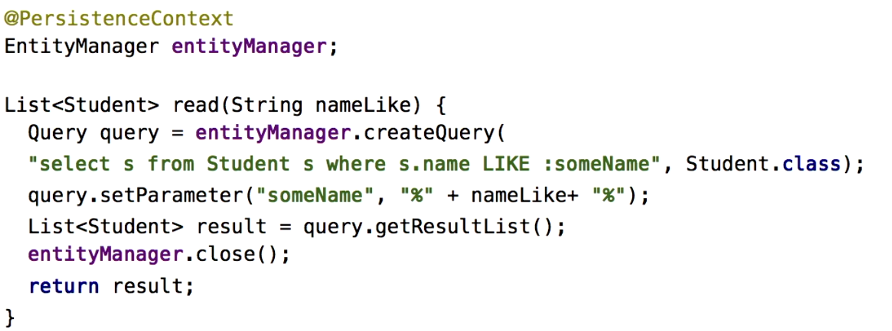 @PersistenceContext
EntityManager entityManager;

List<Student> read(String nameLike) {
  Query query = entityManager.createQuery(
  "select s from Student s where s.name LIKE :someName", Student.class);
  query.setParameter("someName", "%" + nameLike+ "%");
  List<Student> result = query.getResultList();
  entityManager.close();
  return result;
}